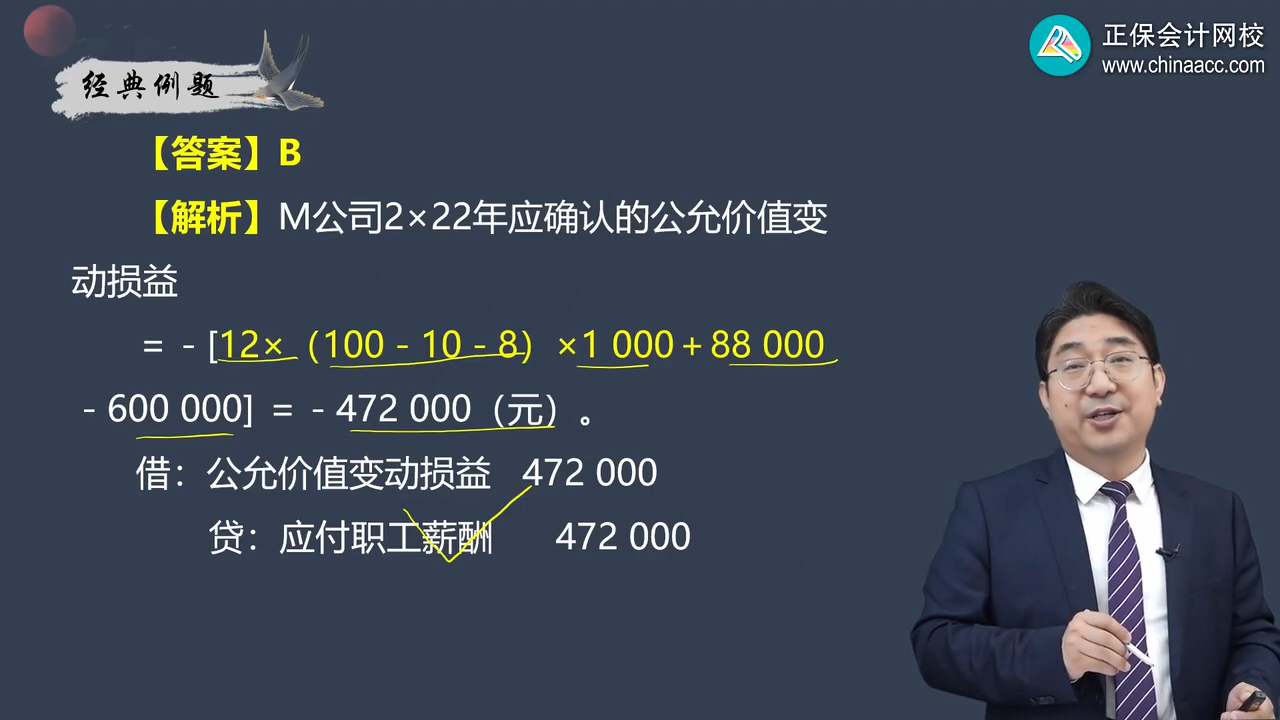 正保会计网校
www.chinaacc.com
经典例题
【答案】B
【解析】M公司2×22年应确认的公允价值变
动损益
＝－[12×（100－10－8）×1 000＋88 000
－600 000]＝－472 000（元）。
借：公允价值变动损益 472 000
贷：应付职工薪酬 472 000